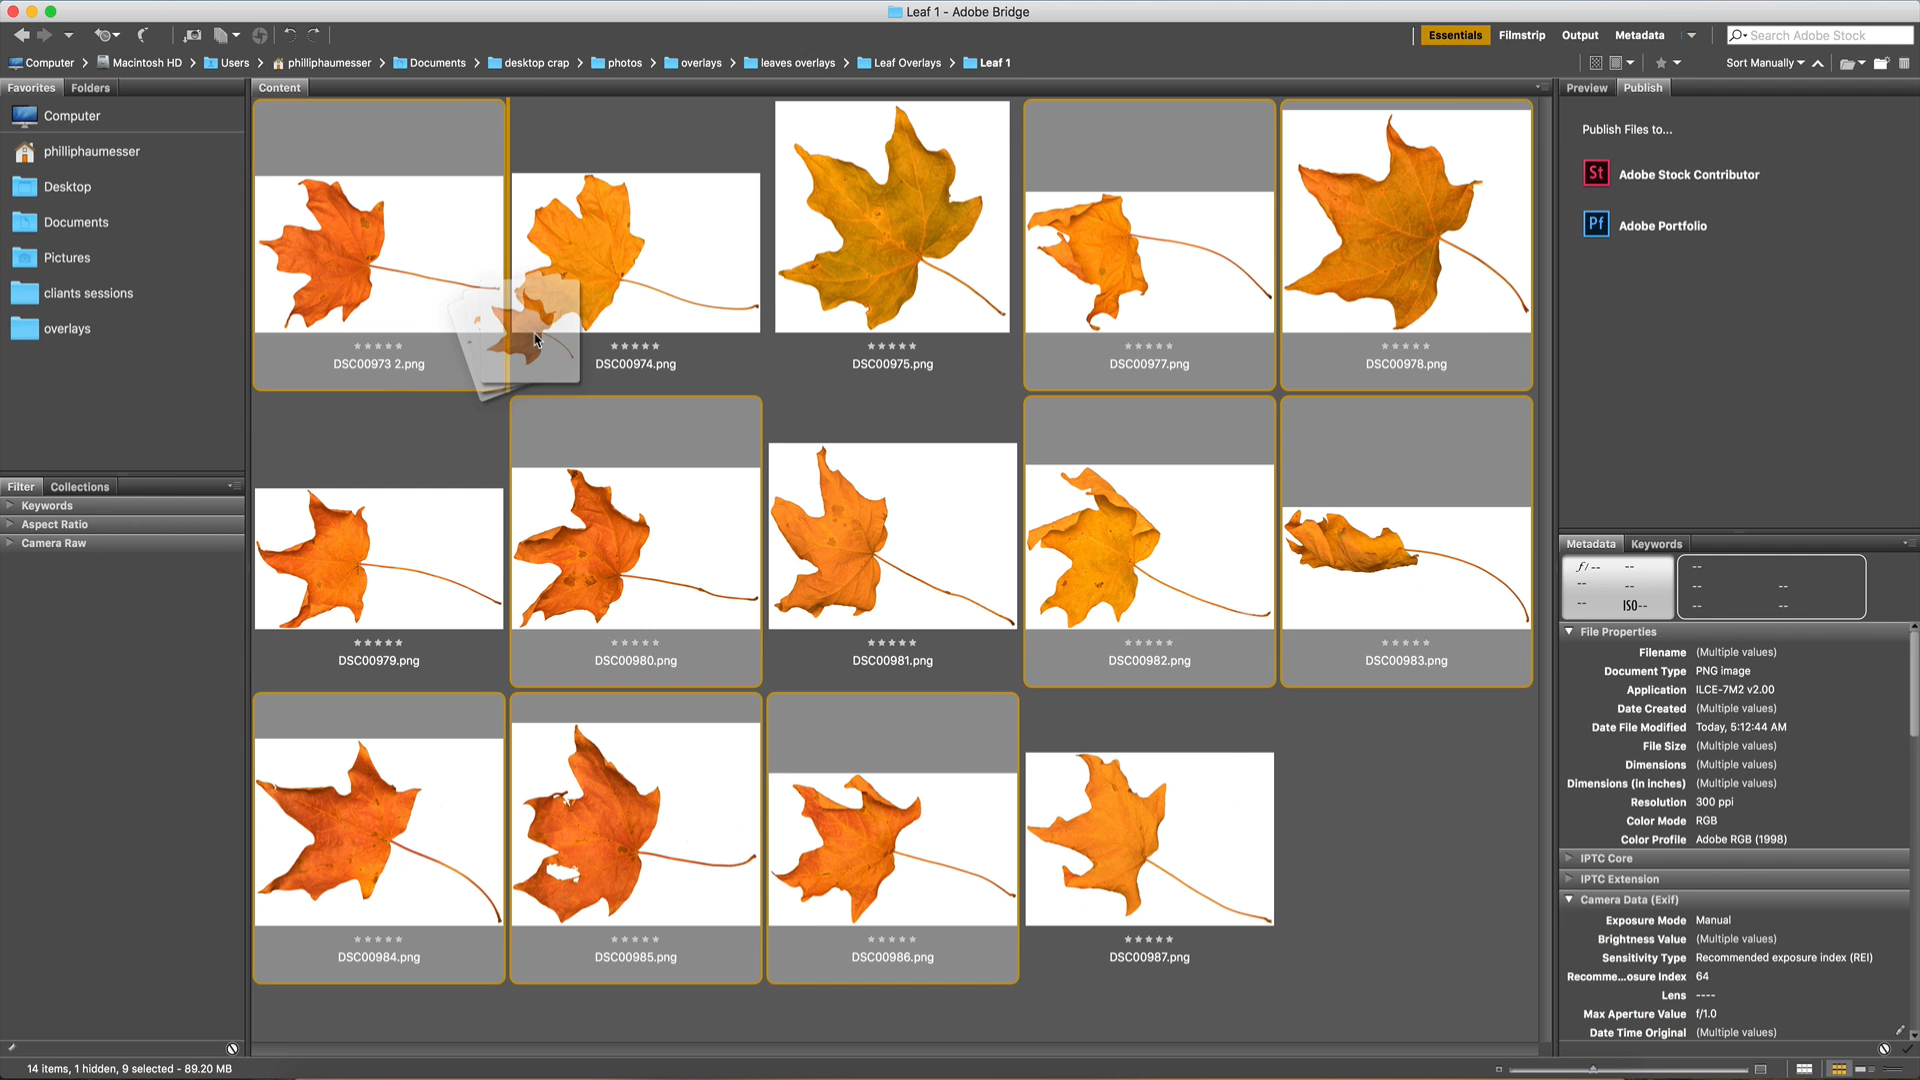 Leaf 1 - Adobe Bridge
Essentials Filmstrip Output Metadata Search Adobe Stock
Computer Macintosh HD Users philliphaumesser Documents desktop crap photos overlays leaves overlays Leaf Overlays Leaf 1 Sort Manually
Favorites Folders
Computer
philliphaumesser
Desktop
Documents
Pictures
cliants sessions
overlays
Filter Collections
Keywords
Aspect Ratio
Camera Raw
Content
DSC00973 2.png DSC00974.png DSC00975.png DSC00977.png DSC00978.png
DSC00979.png DSC00980.png DSC00981.png DSC00982.png DSC00983.png
DSC00984.png DSC00985.png DSC00986.png DSC00987.png
Preview Publish
Publish Files to...
St Adobe Stock Contributor
Pf Adobe Portfolio
Metadata Keywords
f/-- -- --
-- -- -- --
-- ISO-- -- --
File Properties
Filename (Multiple values)
Document Type PNG image
Application ILCE-7M2 v2.00
Date Created (Multiple values)
Date File Modified Today, 5:12:44 AM
File Size (Multiple values)
Dimensions (Multiple values)
Dimensions (in inches) (Multiple values)
Resolution 300 ppi
Color Mode RGB
Color Profile Adobe RGB (1998)
IPTC Core
IPTC Extension
Camera Data (Exif)
Exposure Mode Manual
Brightness Value (Multiple values)
Sensitivity Type Recommended exposure index (REI)
Recomme...osure Index 64
Lens ----
Max Aperture Value f/1.0
Date Time Original (Multiple values)
14 items, 1 hidden, 9 selected - 89.20 MB